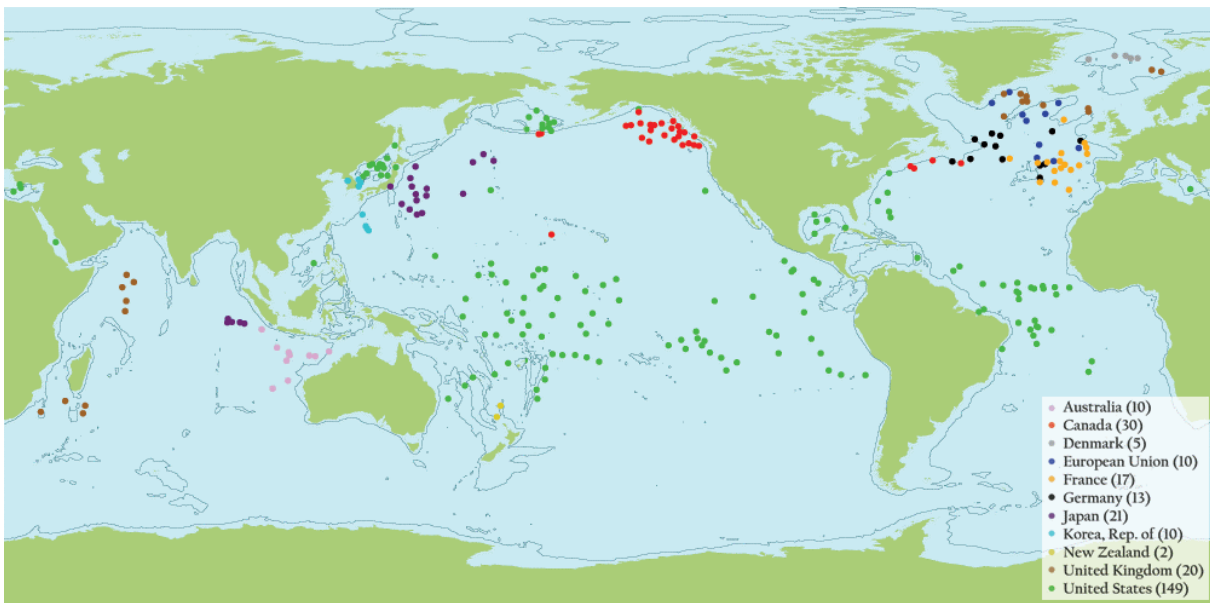 Australia (10)
Canada (30)
Denmark (5)
European Union (10)
France (17)
Germany (13)
Japan (21)
Korea, Rep. of (10)
New Zealand (2)
United Kingdom (20)
United States (149)